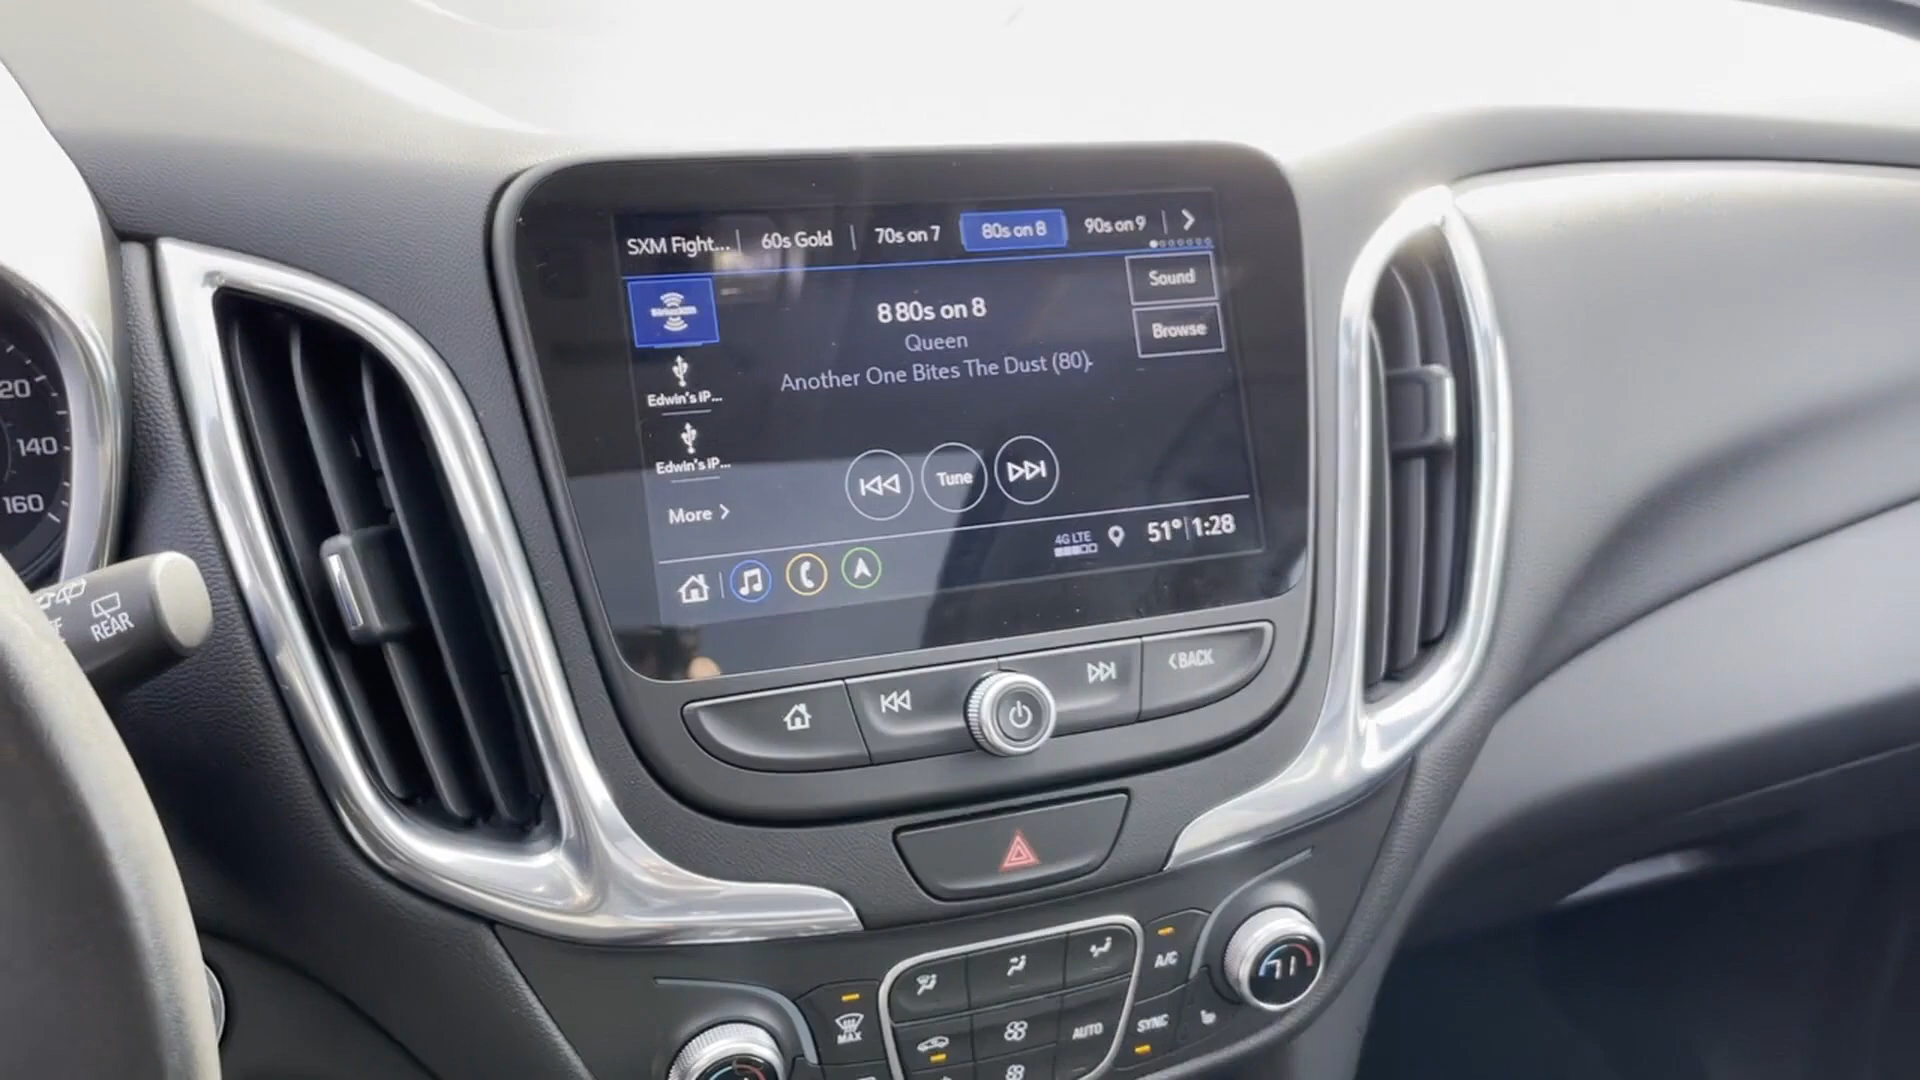 SXM Fight... 60s Gold 70s on 7 80s on 8 90s on 9
SiriusXM
8 80s on 8
Sound
Queen
Browse
Another One Bites The Dust (80)
Edwin's iP...
Edwin's iP...
Tune
More
4G LTE
51° 1:28
BACK
20
140
160
REAR
A/C
MAX
AUTO
SYNC
71